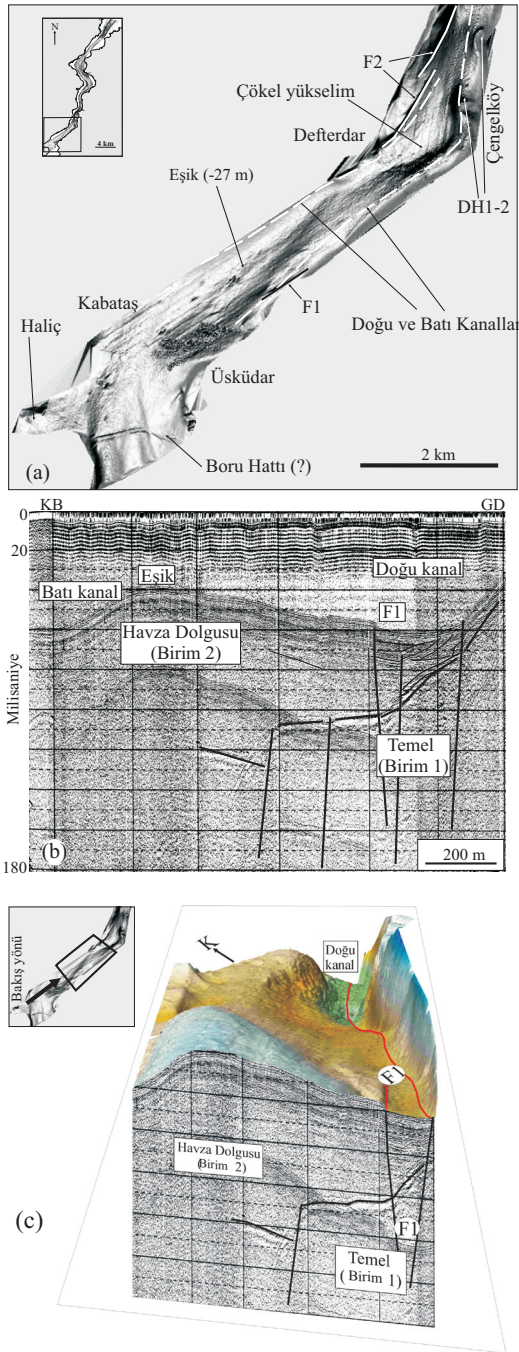 N
4 km
F2
Çökel yükselim
Defterdar
Çengelköy
Eşik (-27 m)
DH1-2
Kabataş
F1
Haliç
Doğu ve Batı Kanallar
Üsküdar
Boru Hattı (?)
2 km
(a)
KB
GD
0
20
Batı kanal
Eşik
Doğu kanal
F1
Havza Dolgusu
(Birim 2)
Milisaniye
Temel
(Birim 1)
180
(b)
200 m
Bakış yönü
K
Doğu
kanal
F1
Havza Dolgusu
(Birim 2)
(c)
F1
Temel
(Birim 1)